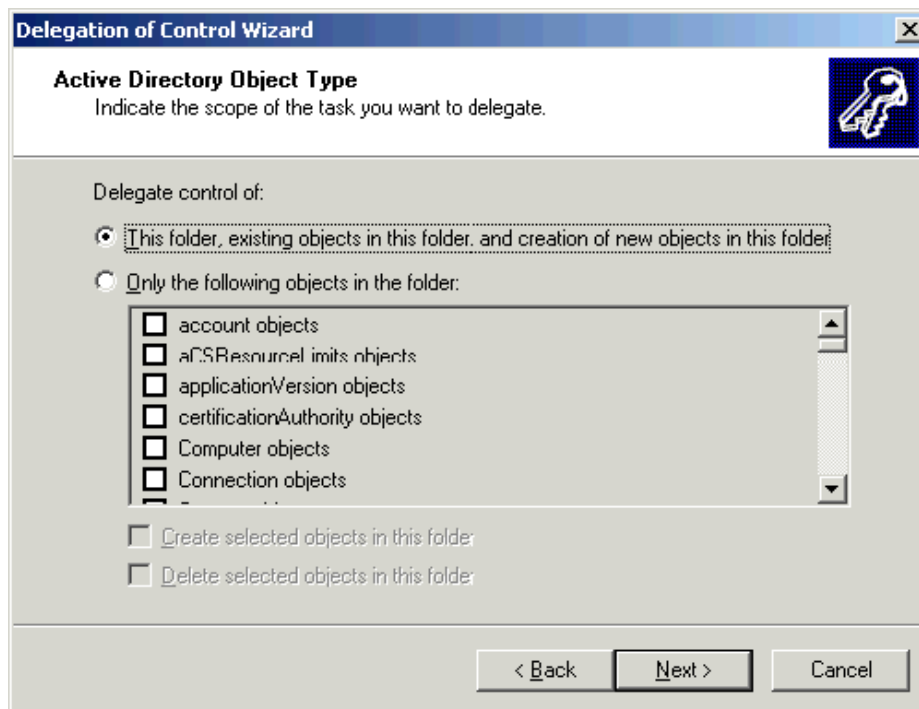 Delegation of Control Wizard
Active Directory Object Type
Indicate the scope of the task you want to delegate.
Delegate control of:
This folder, existing objects in this folder, and creation of new objects in this folder
Only the following objects in the folder:
account objects
aCSResourceLimits objects
applicationVersion objects
certificationAuthority objects
Computer objects
Connection objects
Create selected objects in this folder
Delete selected objects in this folder
< Back Next > Cancel